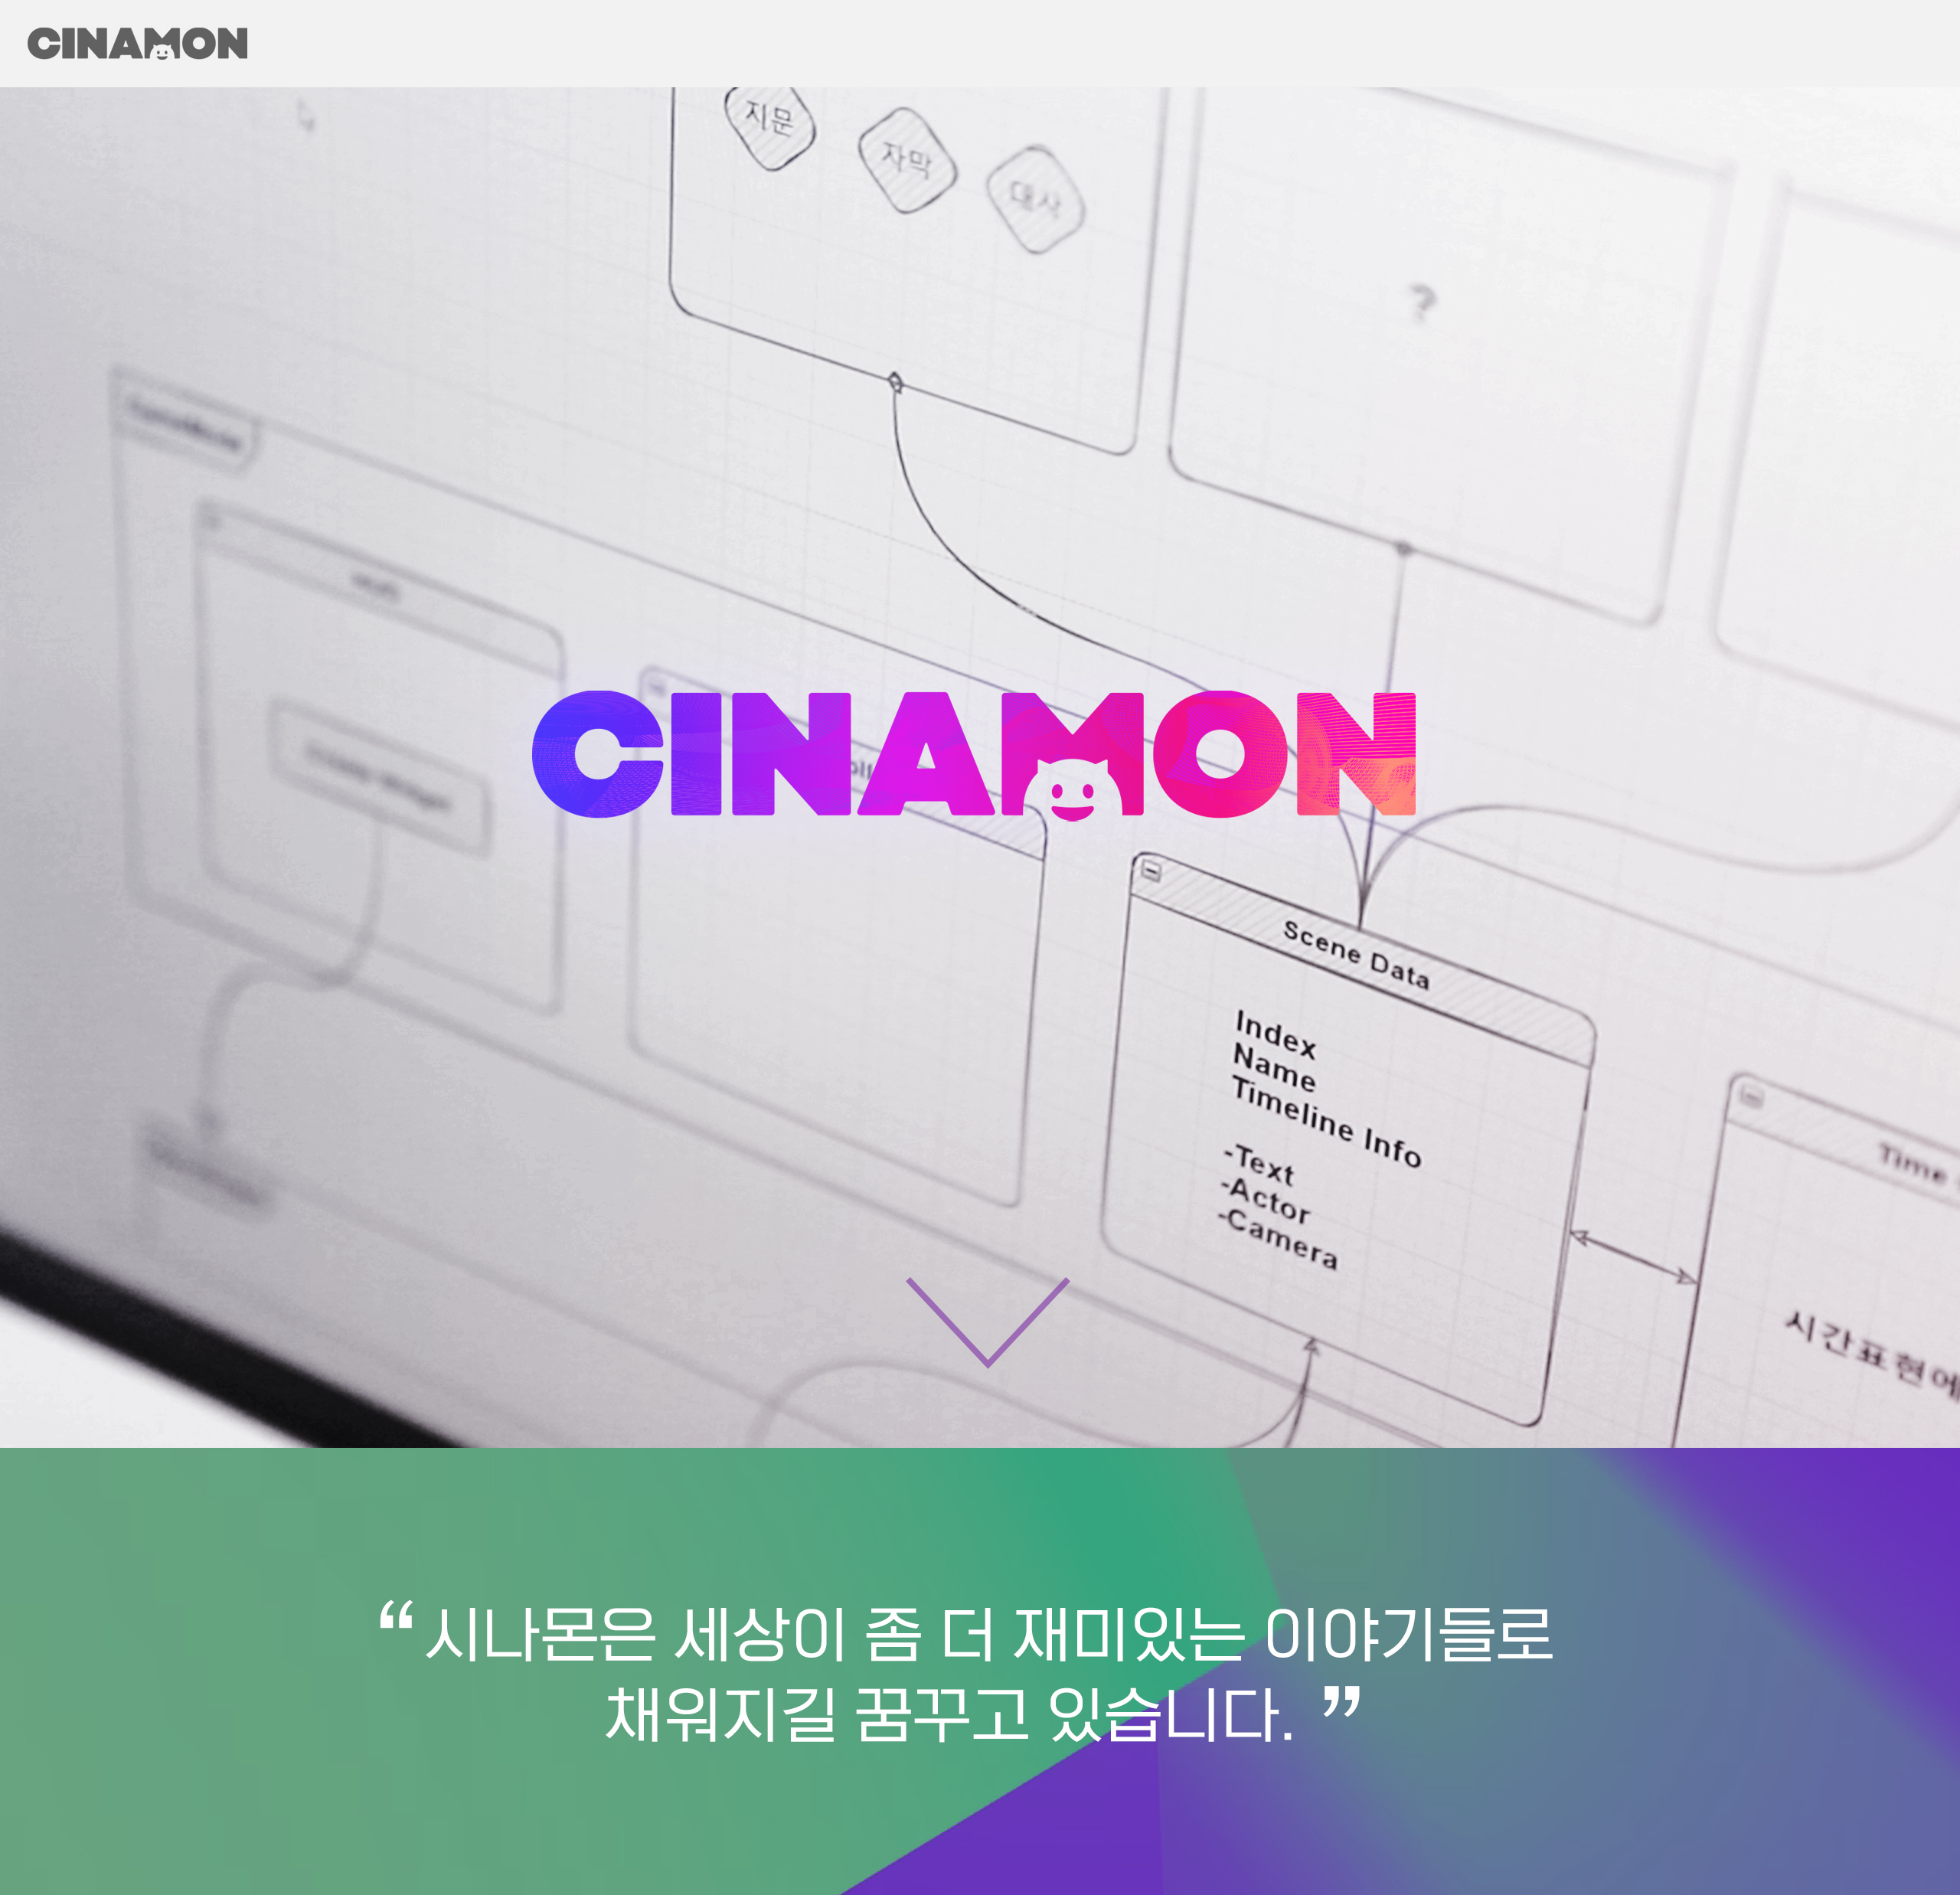 CINAMON
지문
자막
대사
?
CINAMON
Scene Data
Index
Name
Timeline Info
-Text
-Actor
-Camera
Time
시간표현에
“시나몬은 세상이 좀 더 재미있는 이야기들로
채워지길 꿈꾸고 있습니다. ”